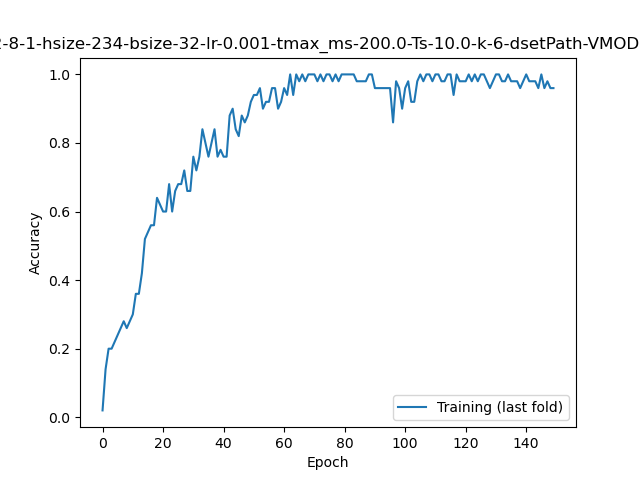 -8-1-hsize-234-bsize-32-lr-0.001-tmax_ms-200.0-Ts-10.0-k-6-dsetPath-VMOD
1.0
0.8
0.6
0.4
0.2
0.0
Accuracy
Training (last fold)
0 20 40 60 80 100 120 140
Epoch